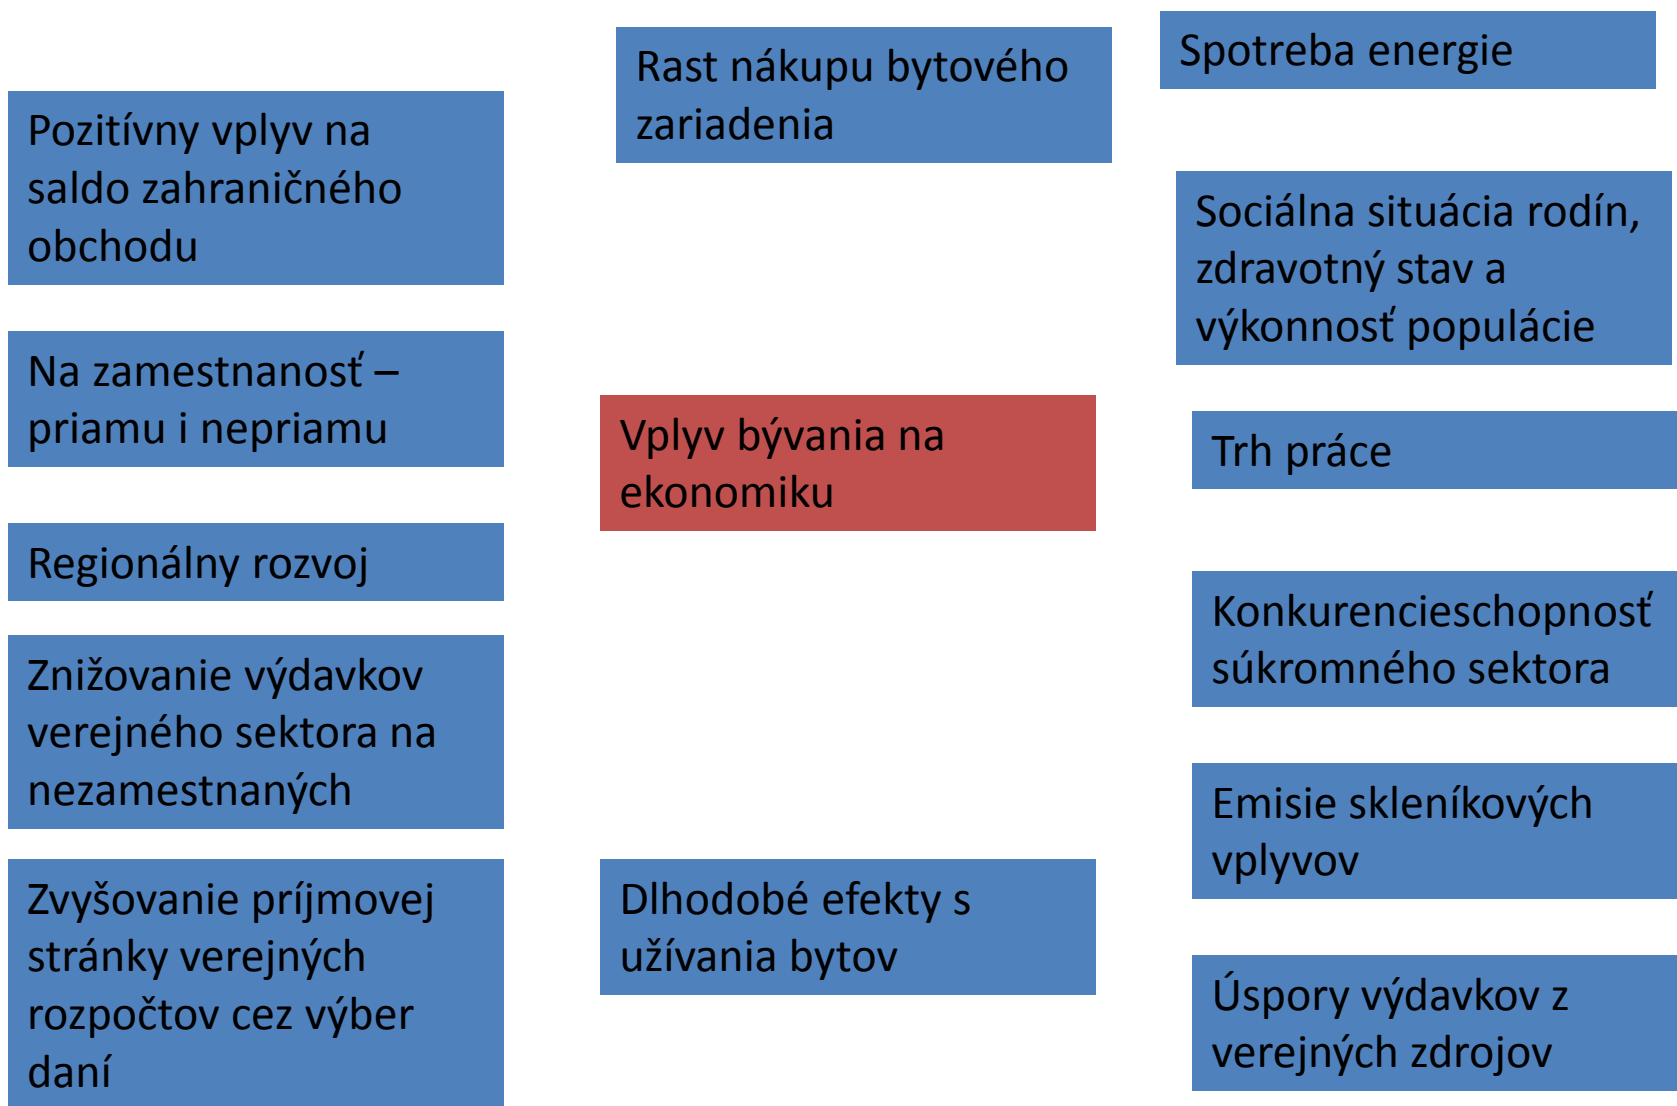 Pozitívny vplyv na
saldo zahraničného
obchodu
Na zamestnanosť –
priamu i nepriamu
Regionálny rozvoj
Znižovanie výdavkov
verejného sektora na
nezamestnaných
Zvyšovanie príjmovej
stránky verejných
rozpočtov cez výber
daní
Rast nákupu bytového
zariadenia
Vplyv bývania na
ekonomiku
Dlhodobé efekty s
užívania bytov
Spotreba energie
Sociálna situácia rodín,
zdravotný stav a
výkonnosť populácie
Trh práce
Konkurencieschopnosť
súkromného sektora
Emisie skleníkových
vplyvov
Úspory výdavkov z
verejných zdrojov